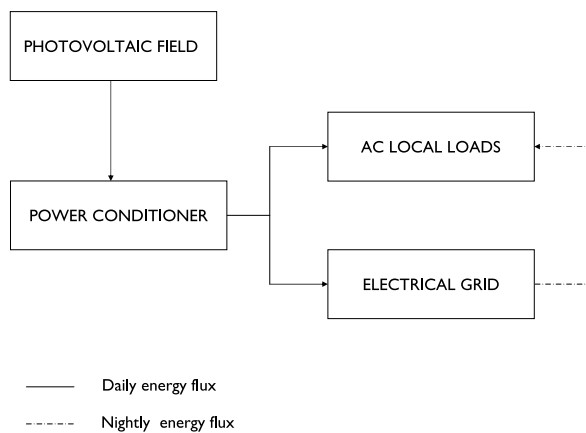 PHOTOVOLTAIC FIELD
AC LOCAL LOADS
POWER CONDITIONER
ELECTRICAL GRID
Daily energy flux
Nightly energy flux